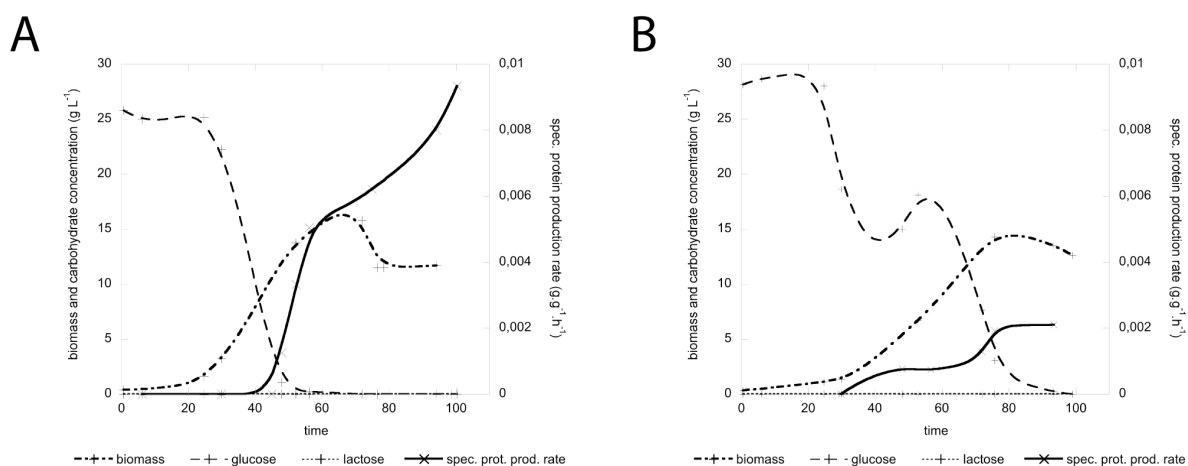 A
B
30
25
20
15
10
5
0
0,01
0,008
0,006
0,004
0,002
0
biomass and carbohydrate concentration (g L⁻¹)
spec. protein production rate (g.g⁻¹.h⁻¹)
0 20 40 60 80 100
time
biomass glucose lactose spec. prot. prod. rate
30
25
20
15
10
5
0
0,01
0,008
0,006
0,004
0,002
0
biomass and carbohydrate concentration (g L⁻¹)
spec. protein production rate (g.g⁻¹.h⁻¹)
0 20 40 60 80 100
time
biomass glucose lactose spec. prot. prod. rate